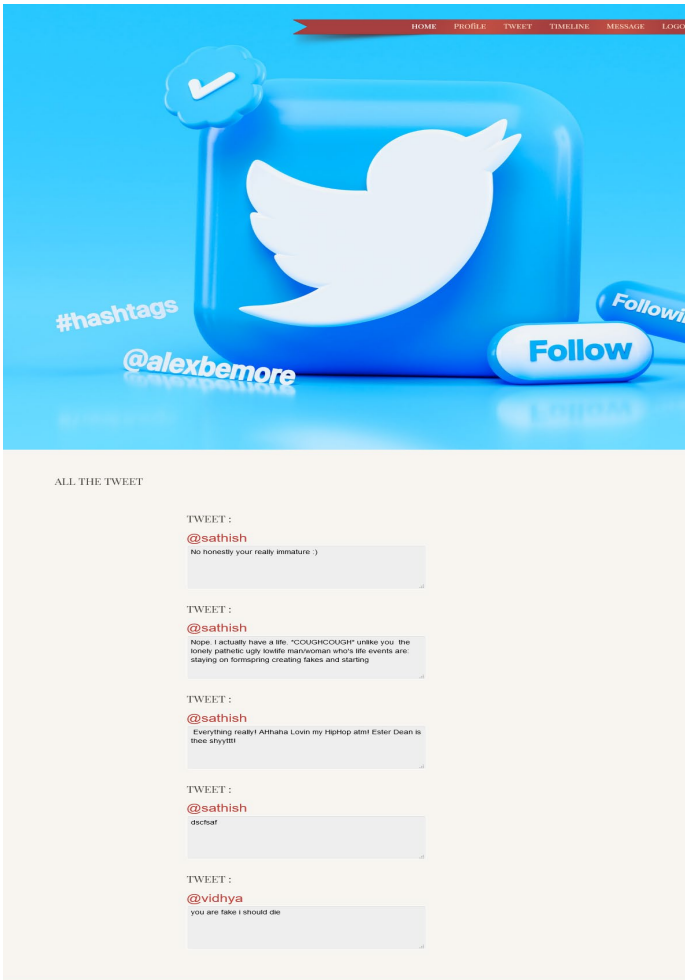 HOME PROfiLE TWEET TIMELINE MESSAGE LOGO
#hashtags
@alexbemore
Followin
Follow
ALL THE TWEET
TWEET :
@sathish
No honestly your really immature :)
TWEET :
@sathish
Nope. I actually have a life. *COUGHCOUGH* unlike you the
lonely pathetic ugly lowlife man/woman who's life events are:
staying on formspring creating fakes and starting
TWEET :
@sathish
Everything really! AHhaha Lovin my HipHop atm! Ester Dean is
thee shyyttt!
TWEET :
@sathish
dscfsaf
TWEET :
@vidhya
you are fake i should die